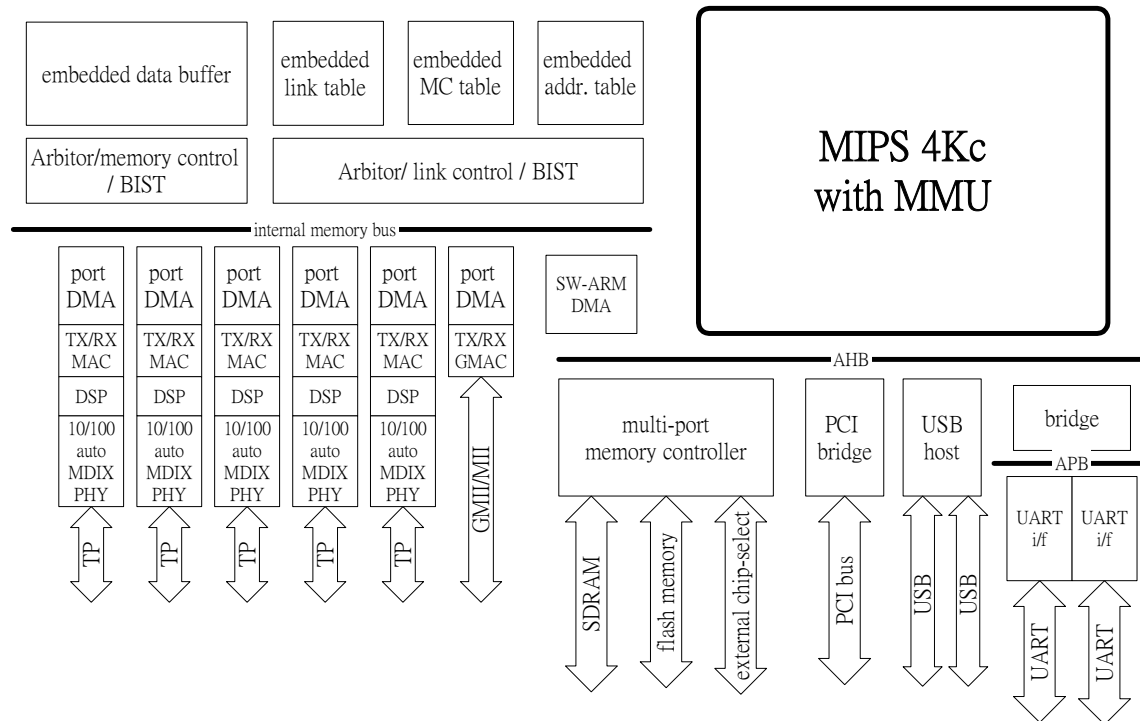 embedded data buffer
embedded
link table
embedded
MC table
embedded
addr. table
MIPS 4Kc
with MMU
Arbitor/memory control
/ BIST
Arbitor/ link control / BIST
internal memory bus
port
DMA
TX/RX
MAC
DSP
10/100
auto
MDIX
PHY
TP
port
DMA
TX/RX
MAC
DSP
10/100
auto
MDIX
PHY
TP
port
DMA
TX/RX
MAC
DSP
10/100
auto
MDIX
PHY
TP
port
DMA
TX/RX
MAC
DSP
10/100
auto
MDIX
PHY
TP
port
DMA
TX/RX
MAC
DSP
10/100
auto
MDIX
PHY
TP
port
DMA
TX/RX
GMAC
GMII/MII
SW-ARM
DMA
AHB
multi-port
memory controller
SDRAM
flash memory
external chip-select
PCI
bridge
PCI bus
USB
host
USB
USB
bridge
APB
UART
i/f
UART
i/f
UART
UART